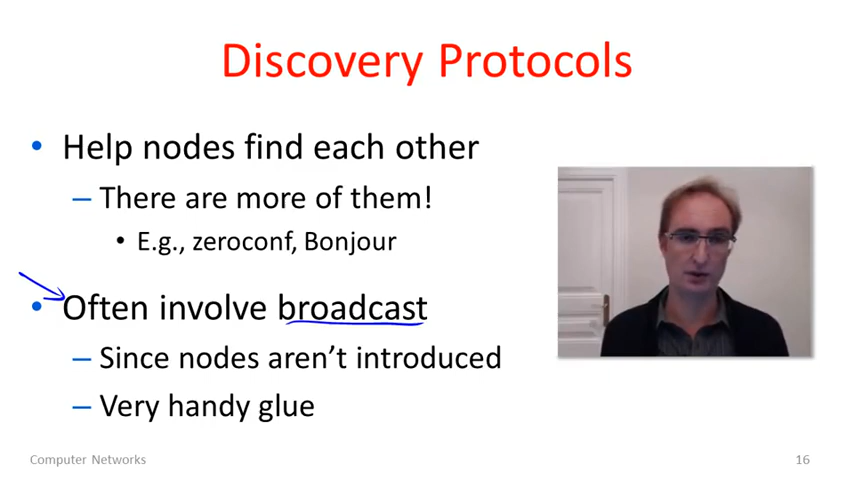 Discovery Protocols
• Help nodes find each other
– There are more of them!
• E.g., zeroconf, Bonjour
• Often involve broadcast
– Since nodes aren't introduced
– Very handy glue
Computer Networks
16